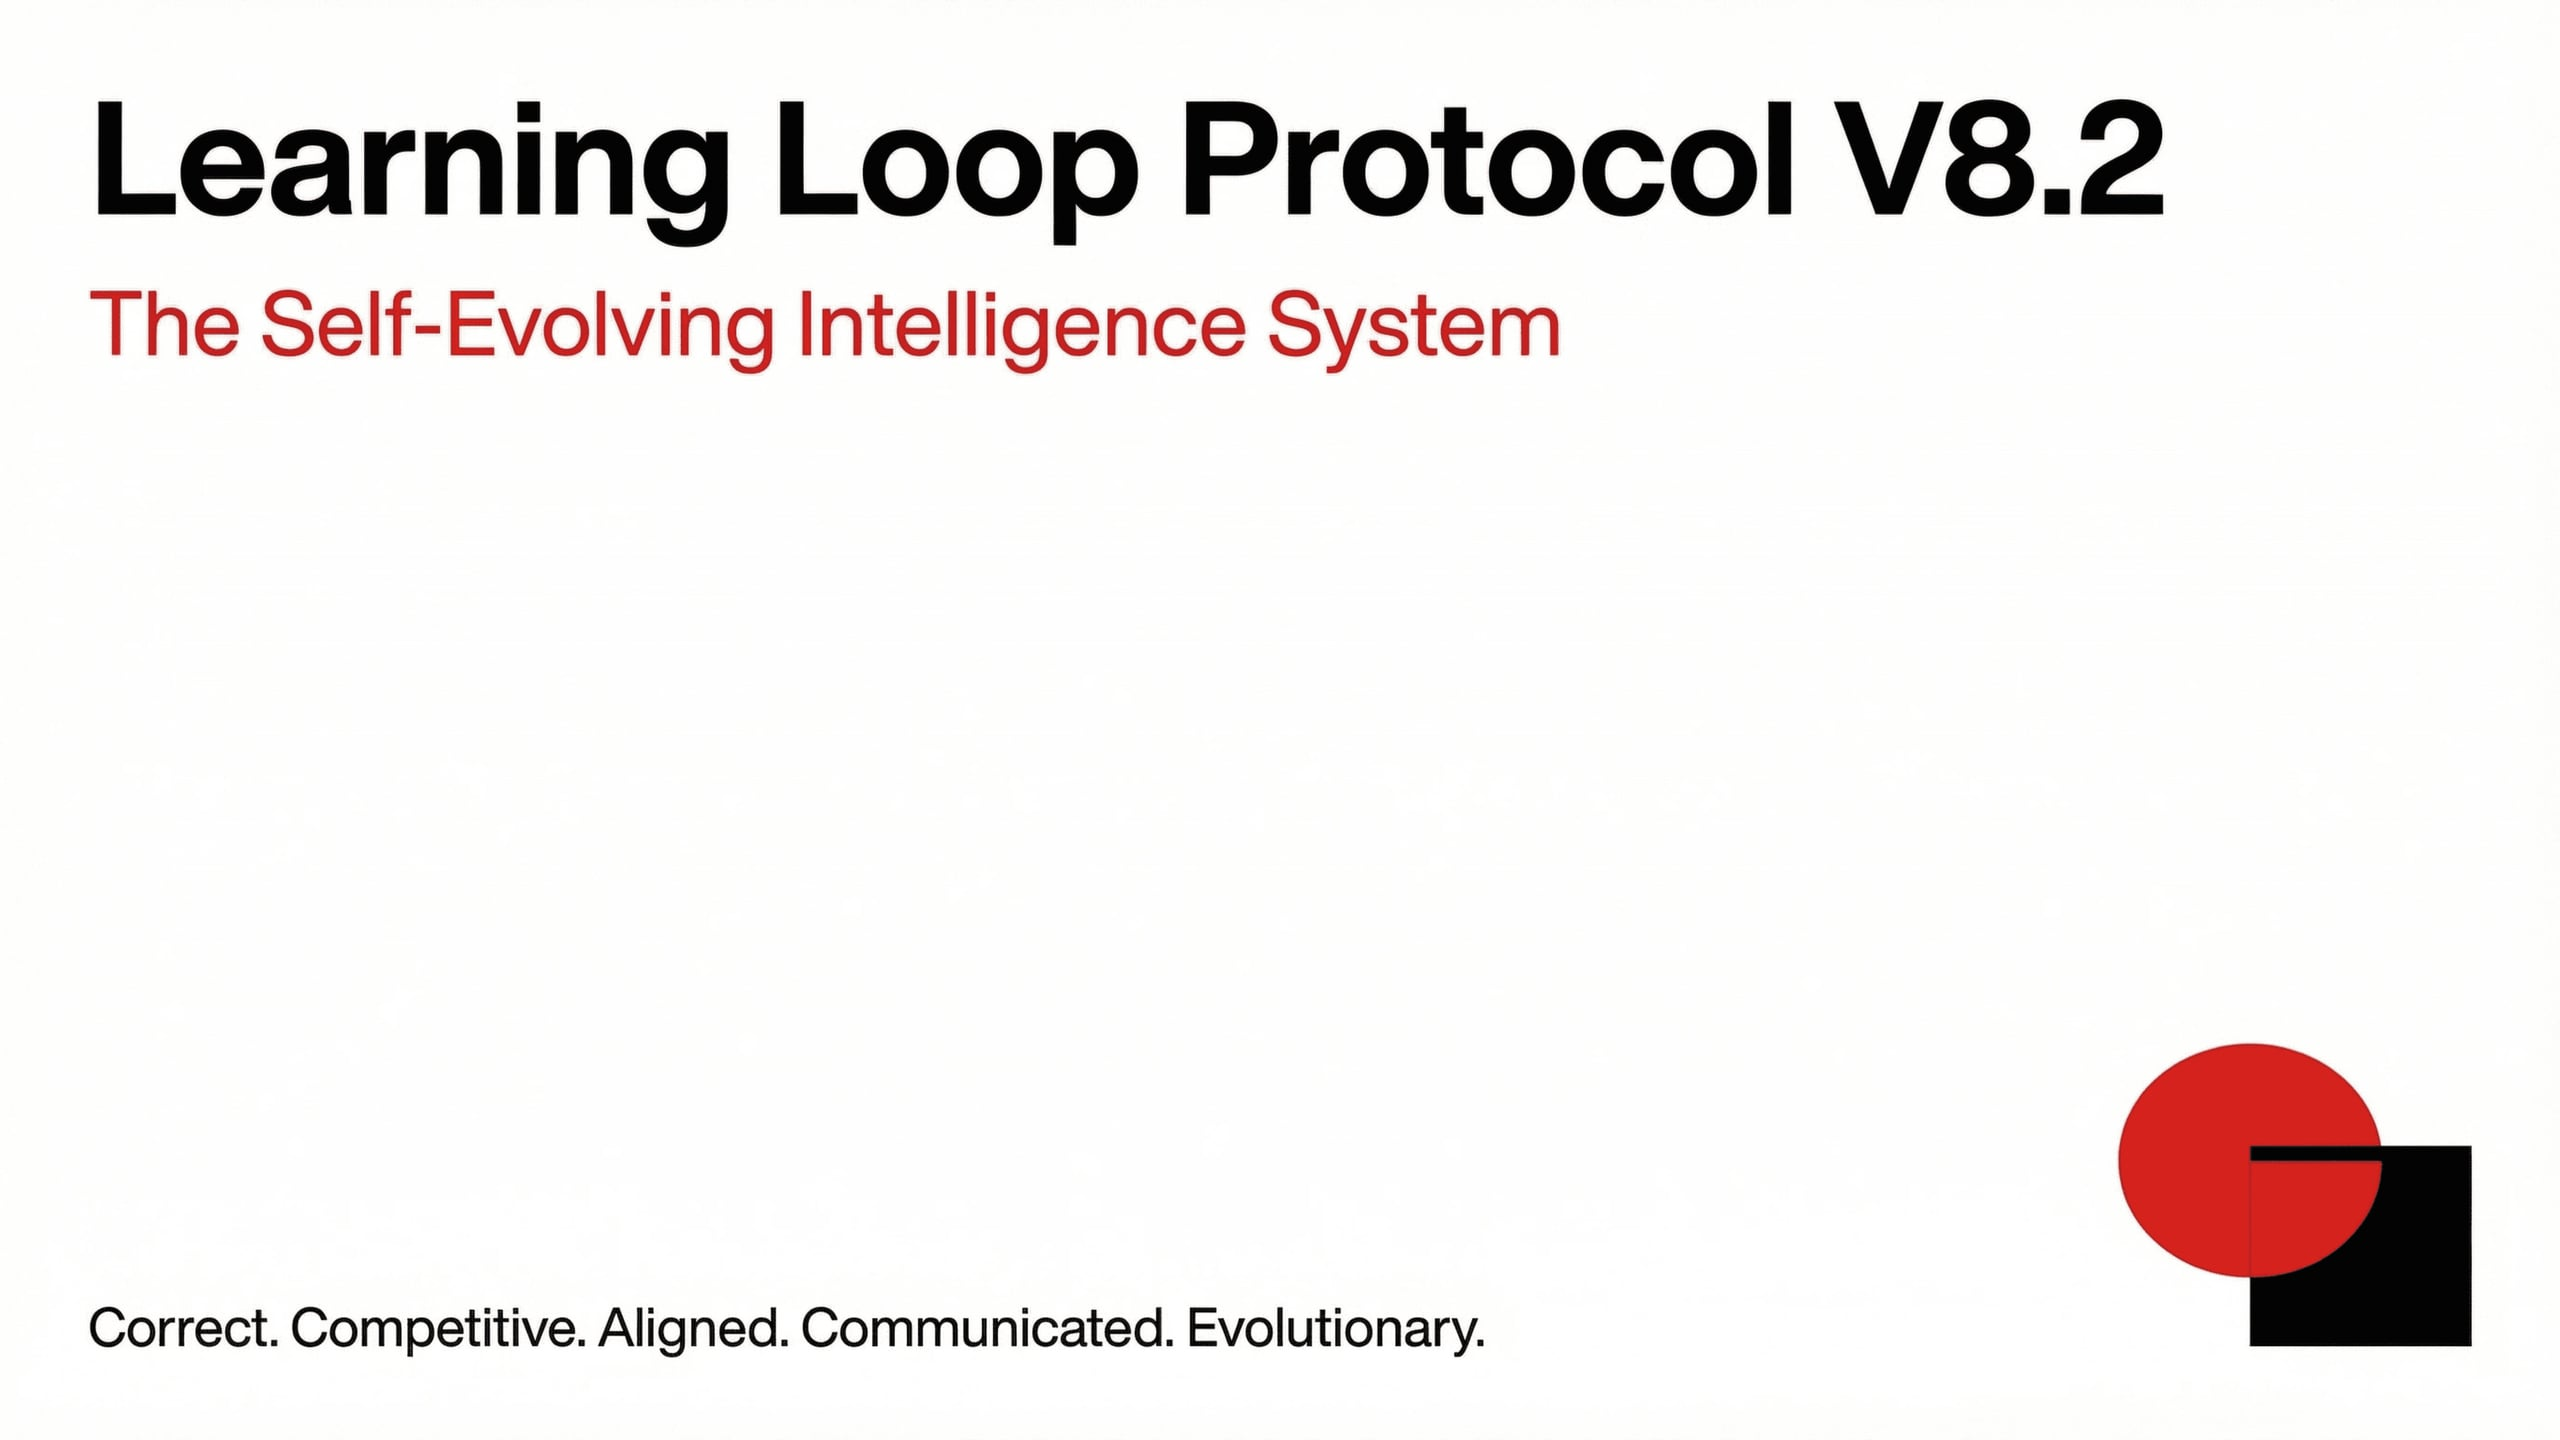 Learning Loop Protocol V8.2
The Self-Evolving Intelligence System
Correct. Competitive. Aligned. Communicated. Evolutionary.